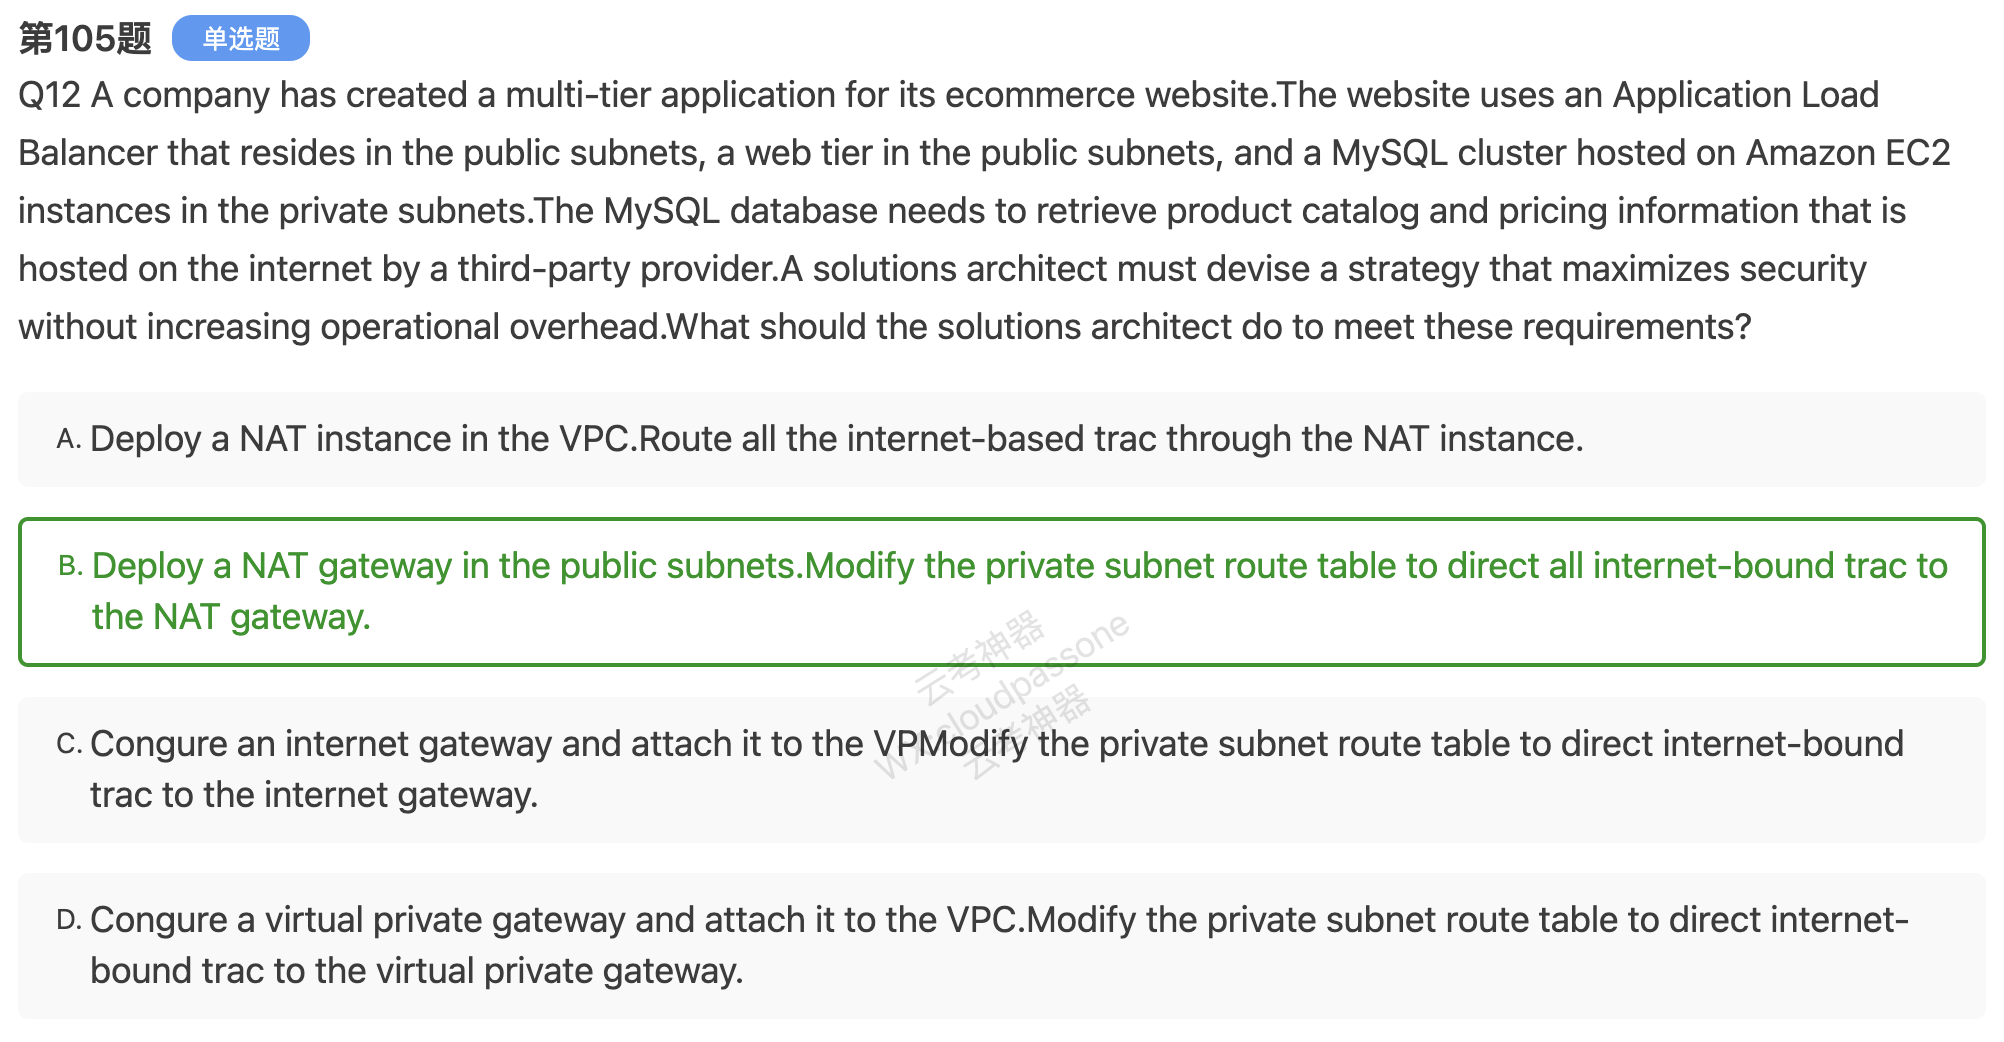 第105题 单选题
Q12 A company has created a multi-tier application for its ecommerce website.The website uses an Application Load
Balancer that resides in the public subnets, a web tier in the public subnets, and a MySQL cluster hosted on Amazon EC2
instances in the private subnets.The MySQL database needs to retrieve product catalog and pricing information that is
hosted on the internet by a third-party provider.A solutions architect must devise a strategy that maximizes security
without increasing operational overhead.What should the solutions architect do to meet these requirements?
A. Deploy a NAT instance in the VPC.Route all the internet-based trac through the NAT instance.
B. Deploy a NAT gateway in the public subnets.Modify the private subnet route table to direct all internet-bound trac to
the NAT gateway.
云考神器
cloudpassone
云考神器
C. Congure an internet gateway and attach it to the VPModify the private subnet route table to direct internet-bound
trac to the internet gateway.
D. Congure a virtual private gateway and attach it to the VPC.Modify the private subnet route table to direct internet-
bound trac to the virtual private gateway.